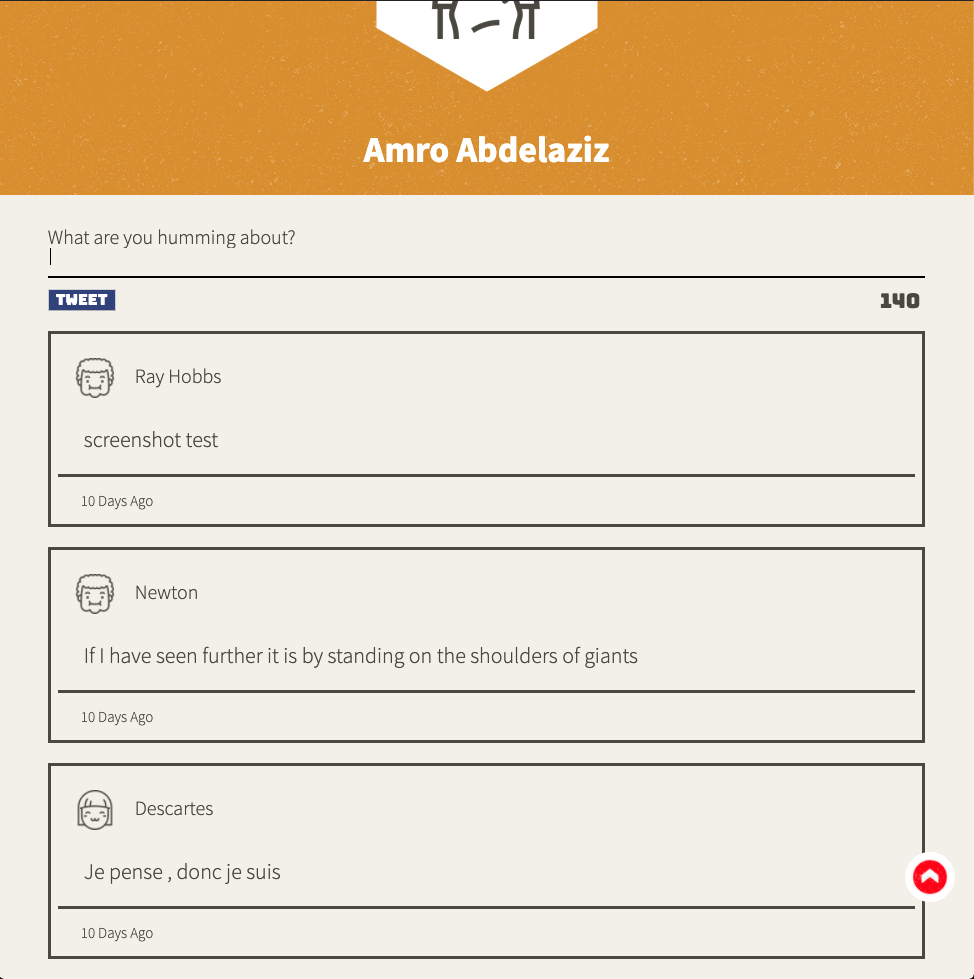 Amro Abdelaziz
What are you humming about?
TWEET 140
Ray Hobbs
screenshot test
10 Days Ago
Newton
If I have seen further it is by standing on the shoulders of giants
10 Days Ago
Descartes
Je pense , donc je suis
10 Days Ago